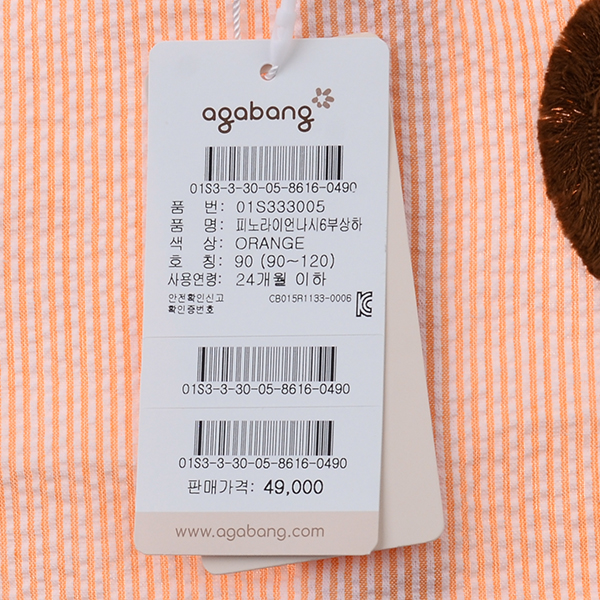 agabang
01S3-3-30-05-8616-0490
품 번: 01S333005
품 명: 피노라이언나시6부상하
색 상: ORANGE
호 칭: 90 (90~120)
사용연령: 24개월 이하
안전확인신고 CB015R1133-0006
확인증번호
01S3-3-30-05-8616-0490
01S3-3-30-05-8616-0490
판매가격: 49,000
www.agabang.com